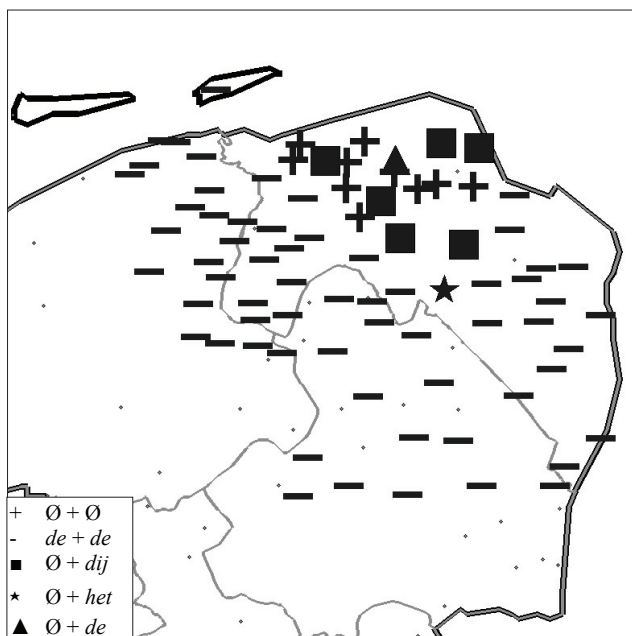 + Ø + Ø
- de + de
■ Ø + dij
★ Ø + het
▲ Ø + de